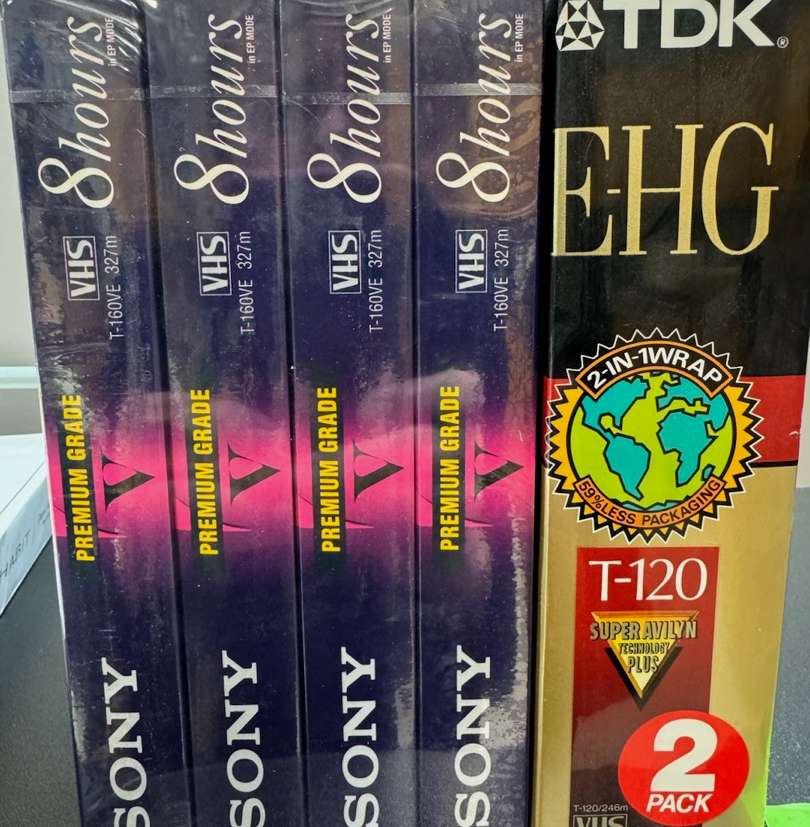 8hours
in EP MODE
VHS
T-160VE 327m
PREMIUM GRADE
V
SONY
8hours
in EP MODE
VHS
T-160VE 327m
PREMIUM GRADE
V
SONY
8hours
in EP MODE
VHS
T-160VE 327m
PREMIUM GRADE
V
SONY
8hours
in EP MODE
VHS
T-160VE 327m
PREMIUM GRADE
V
SONY
TDK®
E-HG
2-IN-1WRAP
59% LESS PACKAGING
T-120
SUPER AVILYN
TECHNOLOGY
PLUS
2
PACK
T-120/246m
VHS
HABIT